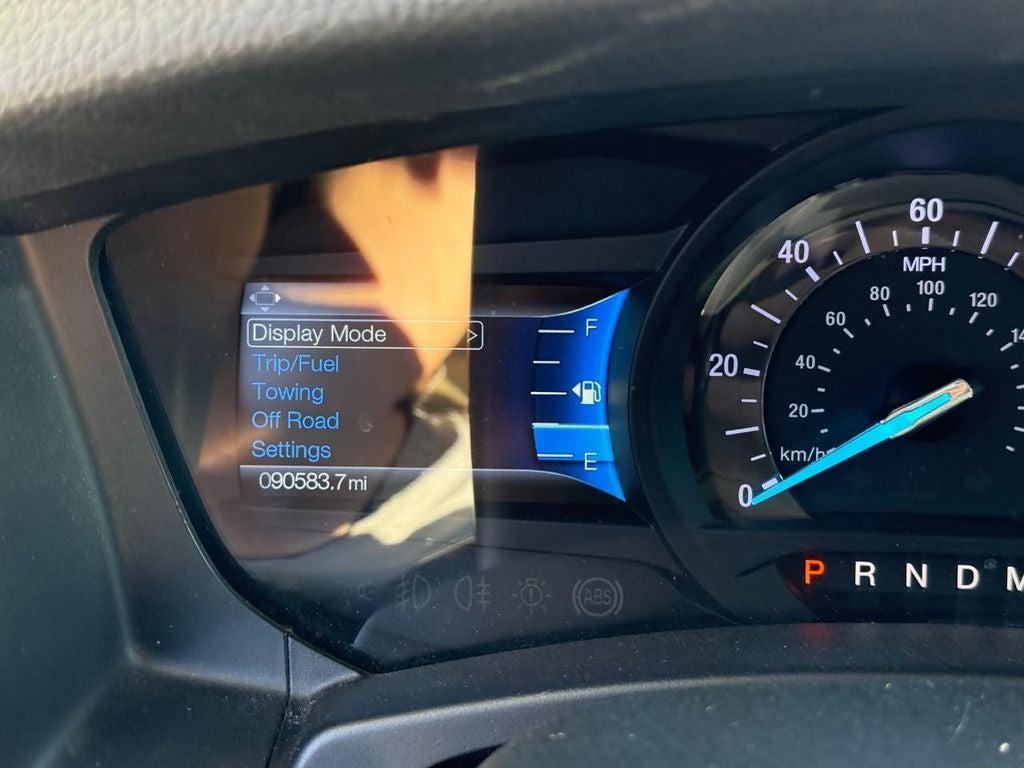 Display Mode >
Trip/Fuel
Towing
Off Road
Settings
090583.7 mi
F
E
0
20
40
60
MPH
20
40
60
80
100
120
km/h
P R N D M
ABS